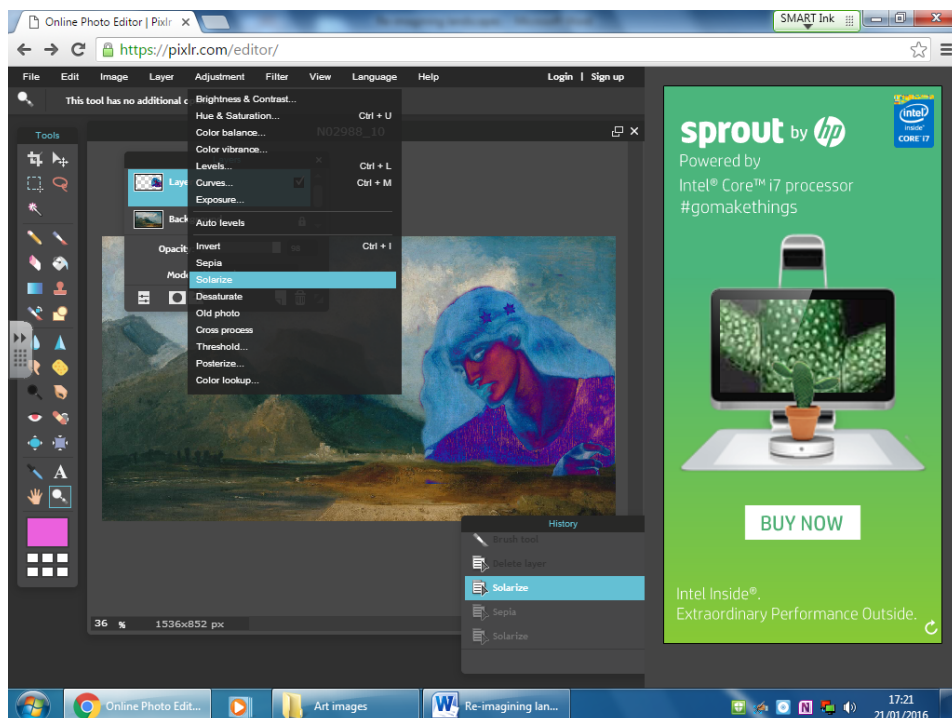 Online Photo Editor | Pixlr
SMART Ink
https://pixlr.com/editor/
File Edit Image Layer Adjustment Filter View Language Help Login | Sign up
This tool has no additional c
Brightness & Contrast...
Hue & Saturation... Ctrl + U
Color balance...
Color vibrance...
Levels... Ctrl + L
Curves... Ctrl + M
Exposure...
Auto levels
Invert Ctrl + I
Sepia
Solarize
Desaturate
Old photo
Cross process
Threshold...
Posterize...
Color lookup...
Tools
N02988_10
Laye
Back
Opacit
Mod
A
History
Brush tool
Delete layer
Solarize
Sepia
Solarize
36 % 1536x852 px
sprout by hp
intel
inside
CORE i7
Powered by
Intel® Core™ i7 processor
#gomakethings
BUY NOW
Intel Inside®.
Extraordinary Performance Outside.
Online Photo Edit...
Art images
Re-imagining lan...
17:21
21/01/2016